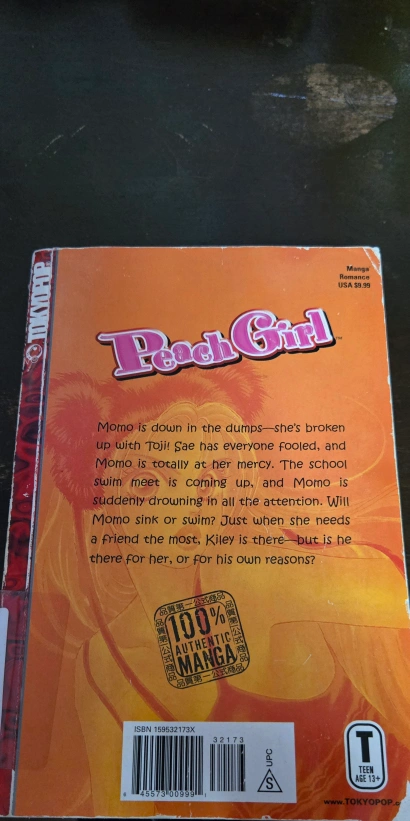 TOKYOPOP
Manga
Romance
USA $9.99
Peach Girl™
Momo is down in the dumps—she's broken
up with Toji! Sae has everyone fooled, and
Momo is totally at her mercy. The school
swim meet is coming up, and Momo is
suddenly drowning in all the attention. Will
Momo sink or swim? Just when she needs
a friend the most, Kiley is there—but is he
there for her, or for his own reasons?
100%
AUTHENTIC
MANGA
ISBN 159532173X
32173
45573 00999
S
UPC
T
TEEN
AGE 13+
www.TOKYOPOP.c